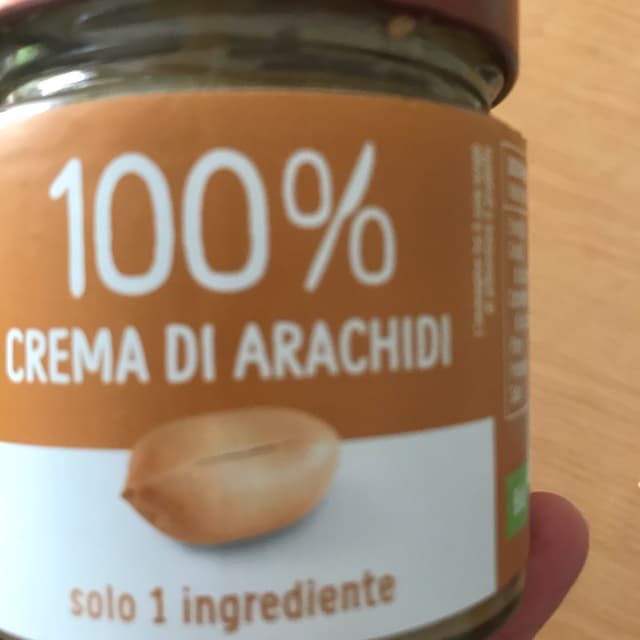 100%
CREMA DI ARACHIDI
solo 1 ingrediente